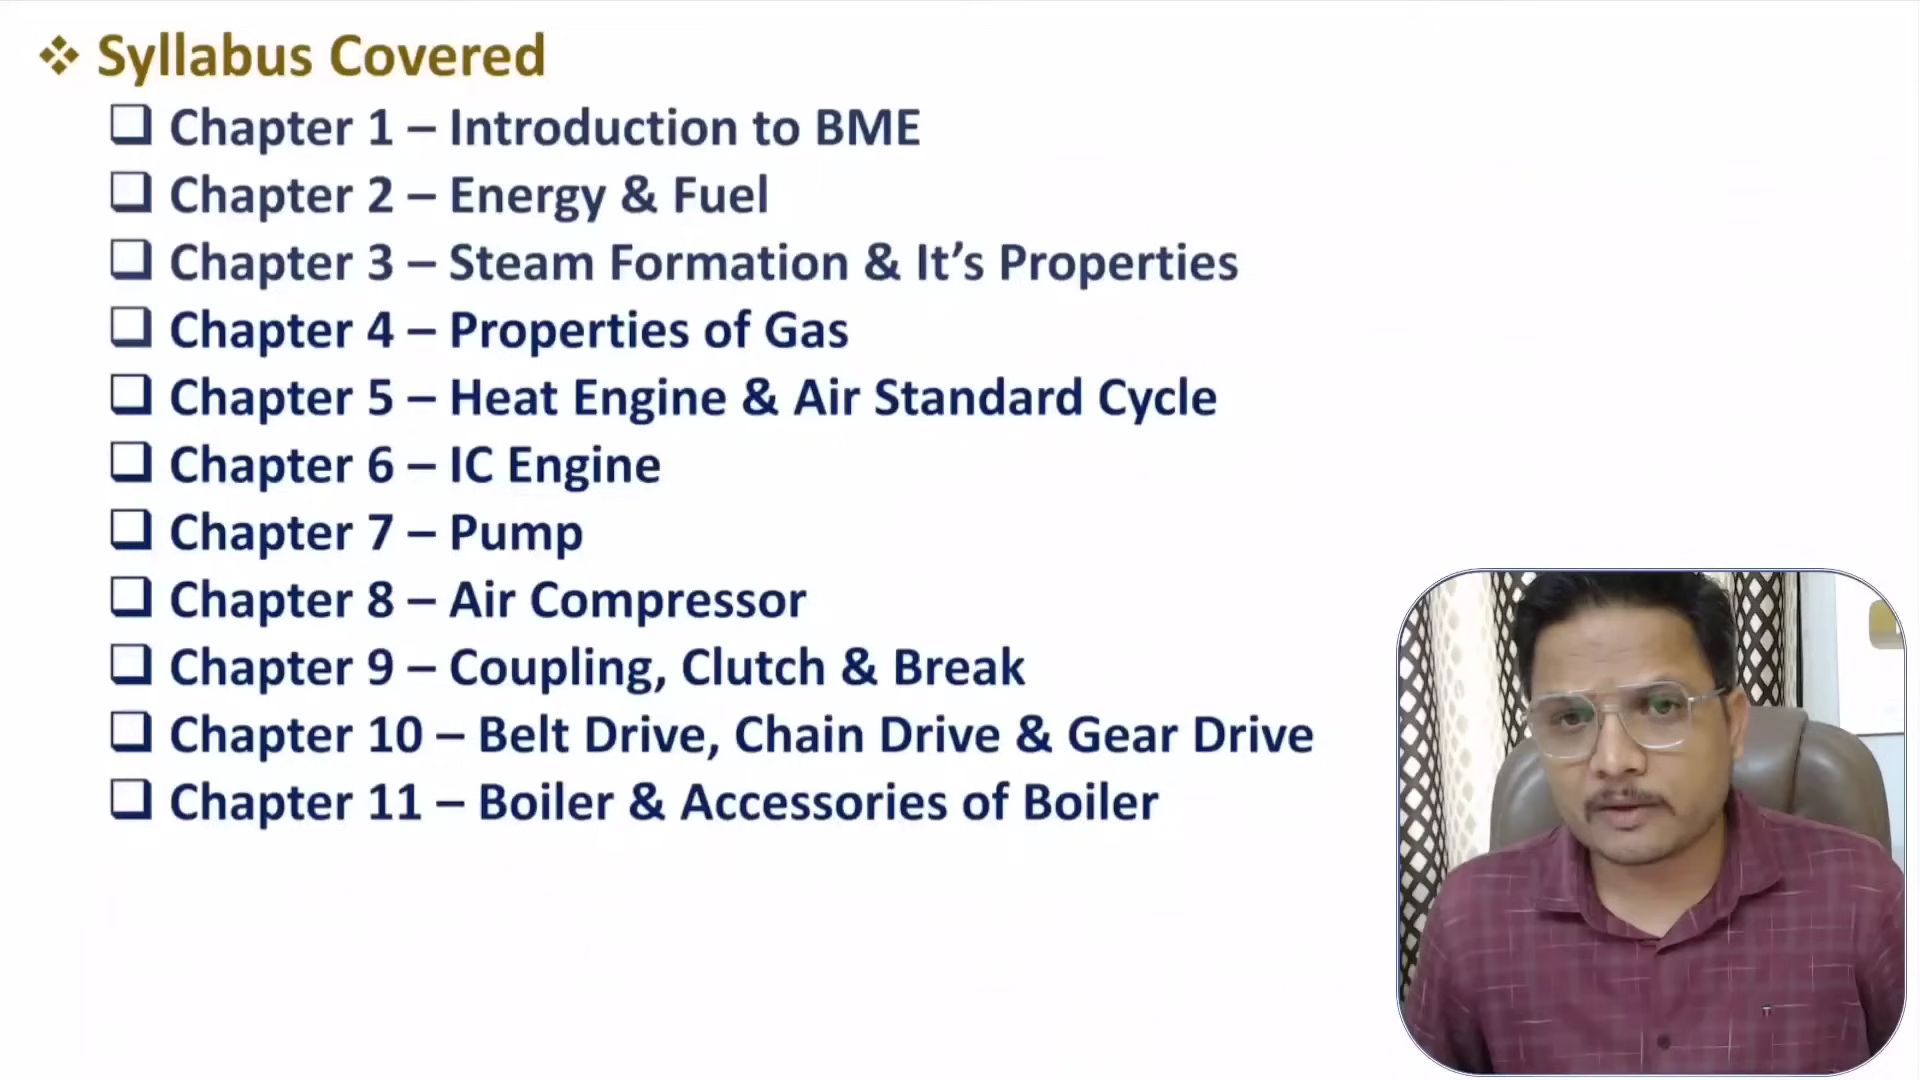 Syllabus Covered
Chapter 1 – Introduction to BME
Chapter 2 – Energy & Fuel
Chapter 3 – Steam Formation & It’s Properties
Chapter 4 – Properties of Gas
Chapter 5 – Heat Engine & Air Standard Cycle
Chapter 6 – IC Engine
Chapter 7 – Pump
Chapter 8 – Air Compressor
Chapter 9 – Coupling, Clutch & Break
Chapter 10 – Belt Drive, Chain Drive & Gear Drive
Chapter 11 – Boiler & Accessories of Boiler